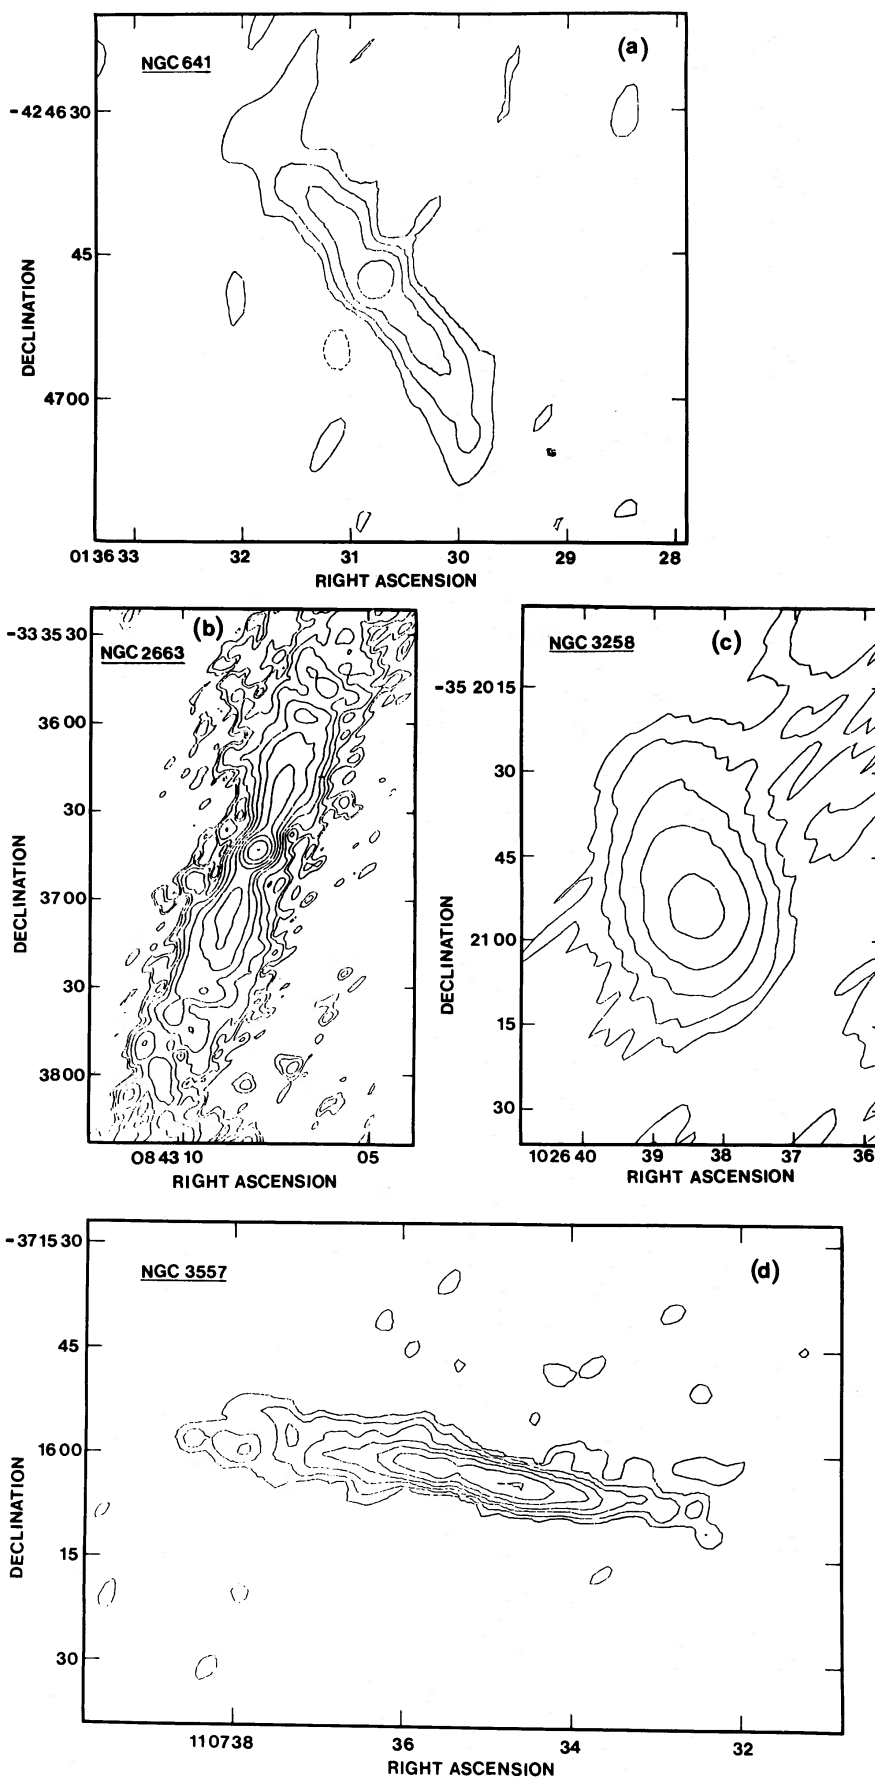 NGC 641
(a)
-42 46 30
45
47 00
DECLINATION
01 36 33 32 31 30 29 28
RIGHT ASCENSION
(b)
NGC 2663
-33 35 30
36 00
30
37 00
30
38 00
DECLINATION
08 43 10 05
RIGHT ASCENSION
NGC 3258
(c)
-35 20 15
30
45
21 00
15
30
DECLINATION
10 26 40 39 38 37 36
RIGHT ASCENSION
NGC 3557
(d)
-37 15 30
45
16 00
15
30
DECLINATION
11 07 38 36 34 32
RIGHT ASCENSION